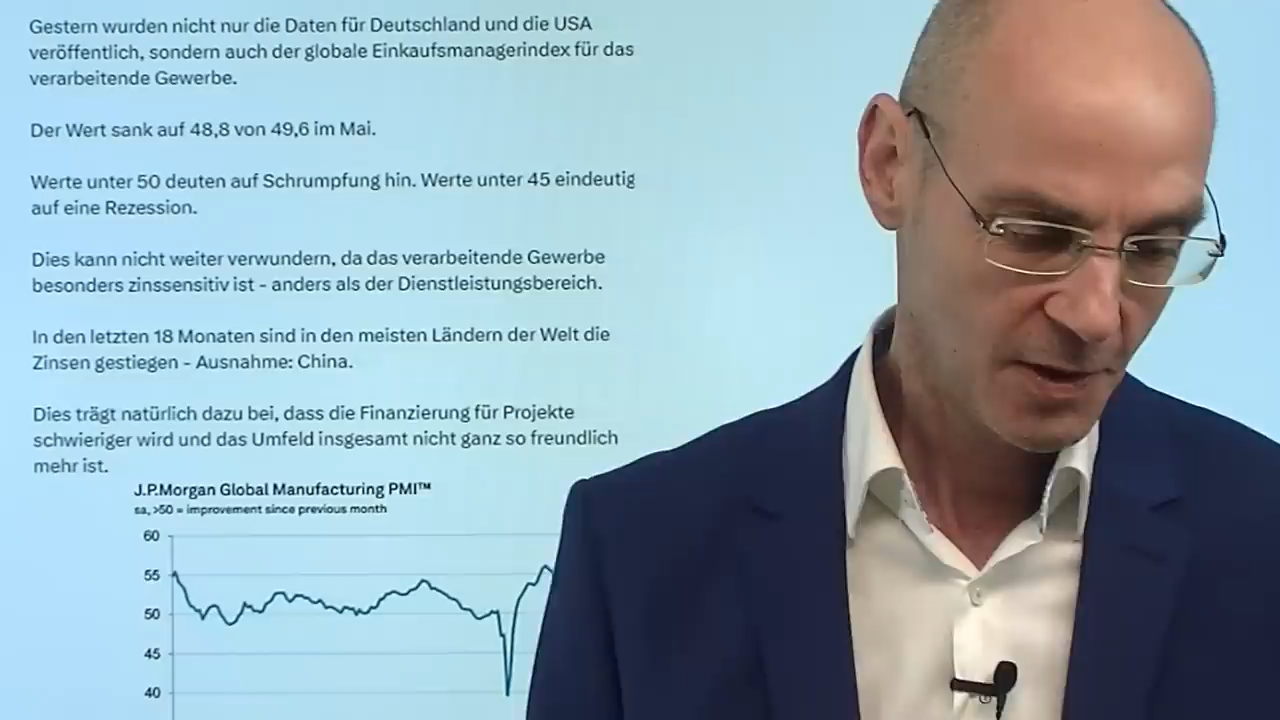 Gestern wurden nicht nur die Daten für Deutschland und die USA
veröffentlich, sondern auch der globale Einkaufsmanagerindex für das
verarbeitende Gewerbe.
Der Wert sank auf 48,8 von 49,6 im Mai.
Werte unter 50 deuten auf Schrumpfung hin. Werte unter 45 eindeutig
auf eine Rezession.
Dies kann nicht weiter verwundern, da das verarbeitende Gewerbe
besonders zinssensitiv ist - anders als der Dienstleistungsbereich.
In den letzten 18 Monaten sind in den meisten Ländern der Welt die
Zinsen gestiegen - Ausnahme: China.
Dies trägt natürlich dazu bei, dass die Finanzierung für Projekte
schwieriger wird und das Umfeld insgesamt nicht ganz so freundlich
mehr ist.
J.P.Morgan Global Manufacturing PMI™
sa, >50 = improvement since previous month
60
55
50
45
40